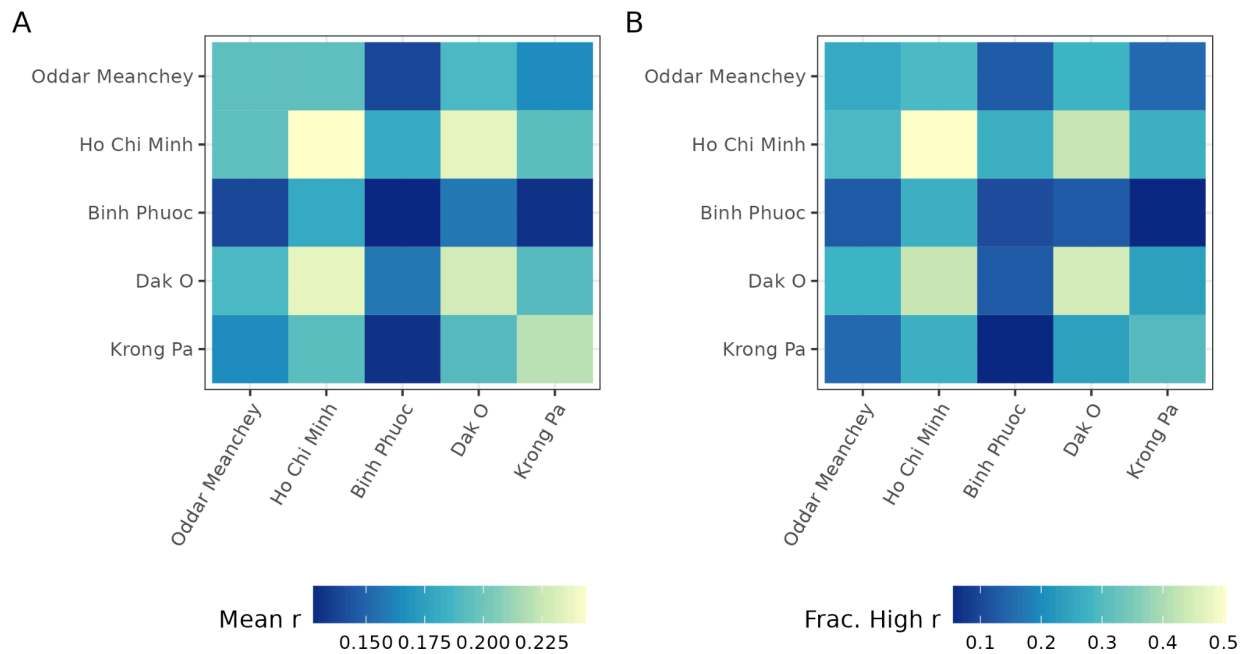 A
Oddar Meanchey
Ho Chi Minh
Binh Phuoc
Dak O
Krong Pa
Oddar Meanchey
Ho Chi Minh
Binh Phuoc
Dak O
Krong Pa
Mean r
0.150 0.175 0.200 0.225
B
Oddar Meanchey
Ho Chi Minh
Binh Phuoc
Dak O
Krong Pa
Oddar Meanchey
Ho Chi Minh
Binh Phuoc
Dak O
Krong Pa
Frac. High r
0.1 0.2 0.3 0.4 0.5